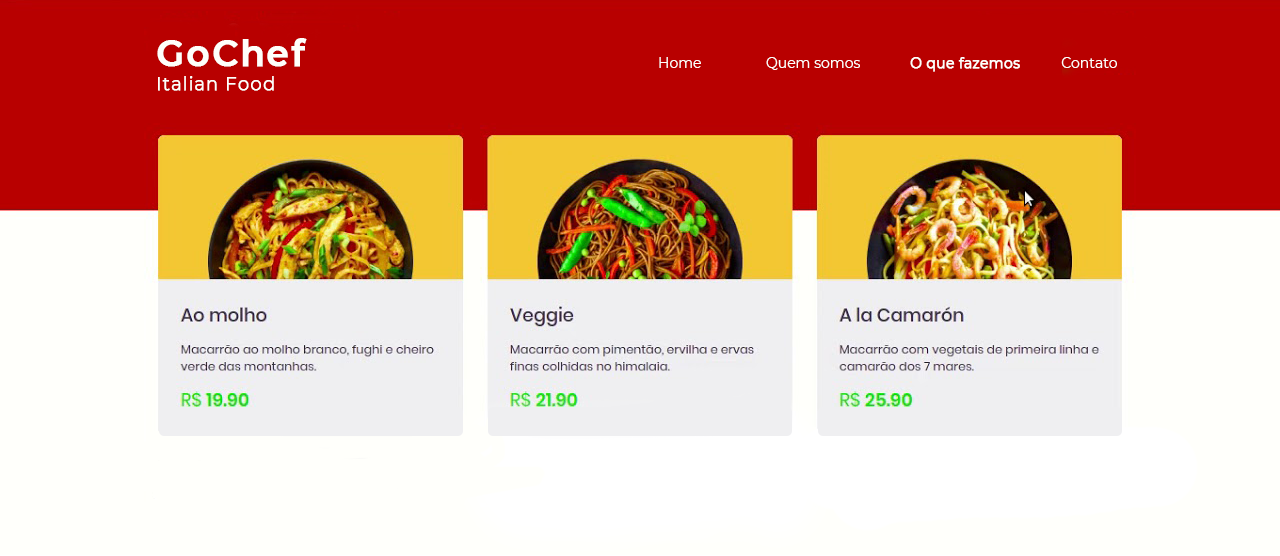 GoChef
Italian Food
Home
Quem somos
O que fazemos
Contato
Ao molho
Macarrão ao molho branco, fughi e cheiro
verde das montanhas.
R$ 19.90
Veggie
Macarrão com pimentão, ervilha e ervas
finas colhidas no himalaia.
R$ 21.90
A la Camarón
Macarrão com vegetais de primeira linha e
camarão dos 7 mares.
R$ 25.90